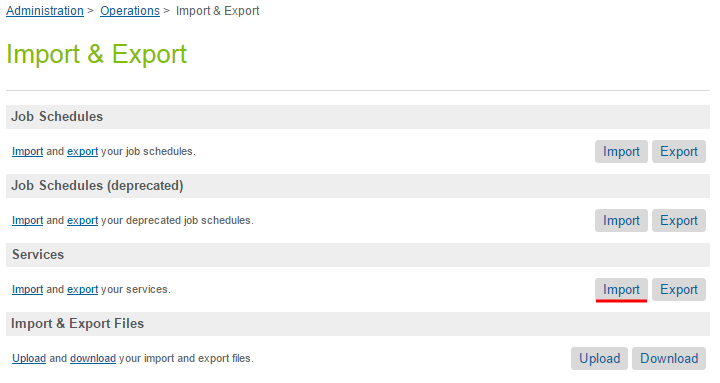 Administration > Operations > Import & Export
Import & Export
Job Schedules
Import and export your job schedules. Import Export
Job Schedules (deprecated)
Import and export your deprecated job schedules. Import Export
Services
Import and export your services. Import Export
Import & Export Files
Upload and download your import and export files. Upload Download